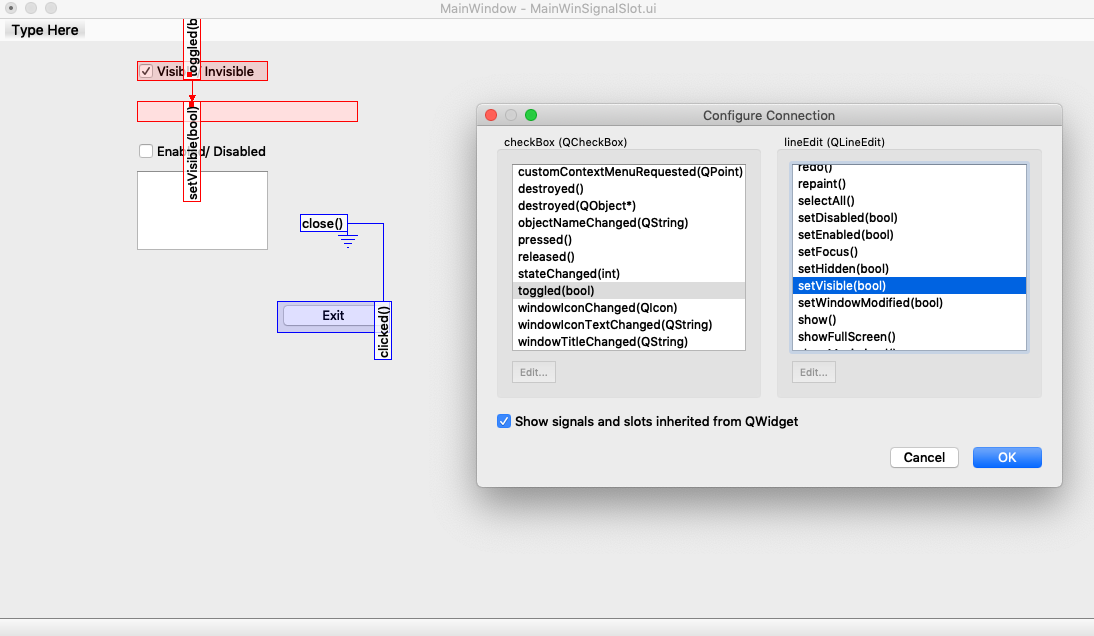 MainWindow - MainWinSignalSlot.ui
Type Here
toggled(b
Visib Invisible
setVisible(bool)
Enab d/ Disabled
close()
Exit
clicked()
Configure Connection
checkBox (QCheckBox)
customContextMenuRequested(QPoint)
destroyed()
destroyed(QObject*)
objectNameChanged(QString)
pressed()
released()
stateChanged(int)
toggled(bool)
windowIconChanged(QIcon)
windowIconTextChanged(QString)
windowTitleChanged(QString)
Edit...
lineEdit (QLineEdit)
redo()
repaint()
selectAll()
setDisabled(bool)
setEnabled(bool)
setFocus()
setHidden(bool)
setVisible(bool)
setWindowModified(bool)
show()
showFullScreen()
Edit...
Show signals and slots inherited from QWidget
Cancel
OK